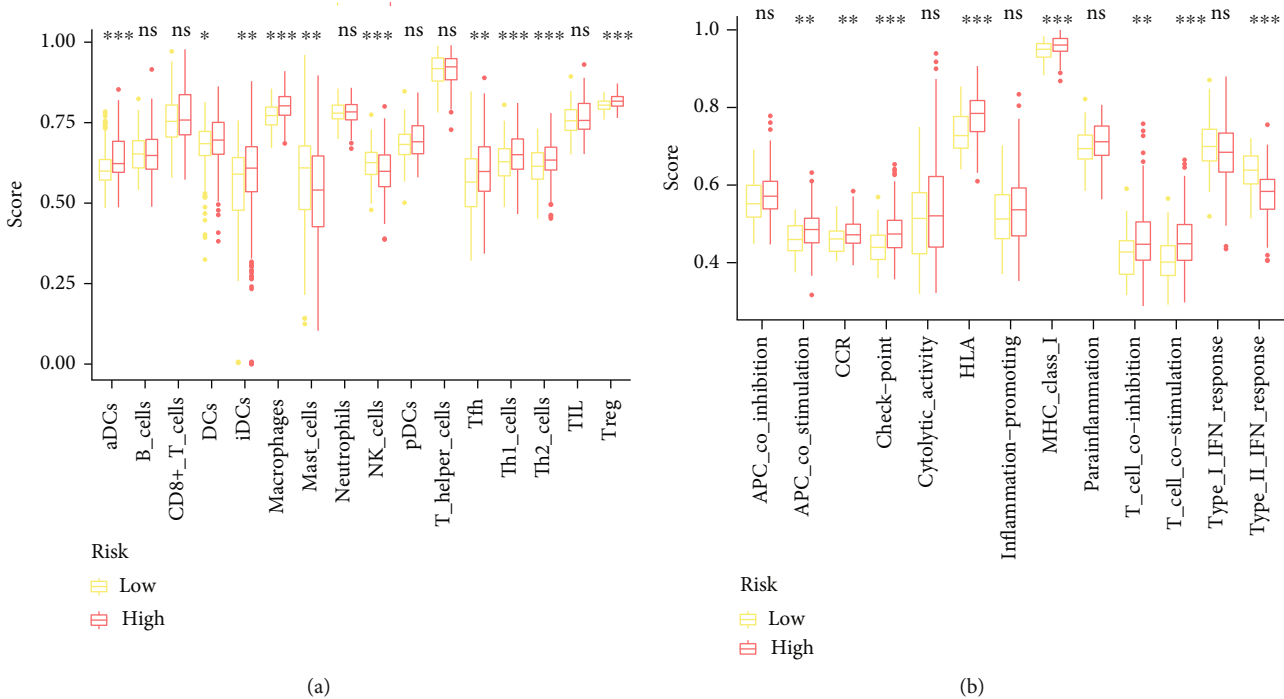 *** ns ns * ** *** ** ns *** ns ns ** *** *** ns ***
1.00
0.75
0.50
0.25
0.00
Score
aDCs
B_cells
CD8+_T_cells
DCs
iDCs
Macrophages
Mast_cells
Neutrophils
NK_cells
pDCs
T_helper_cells
Tfh
Th1_cells
Th2_cells
TIL
Treg
Risk
Low
High
(a)
ns ** ** *** ns *** ns *** ns ** *** ns ***
1.0
0.8
0.6
0.4
Score
APC_co_inhibition
APC_co_stimulation
CCR
Check–point
Cytolytic_activity
HLA
Inflammation–promoting
MHC_class_I
Parainflammation
T_cell_co–inhibition
T_cell_co–stimulation
Type_I_IFN_response
Type_II_IFN_response
Risk
Low
High
(b)